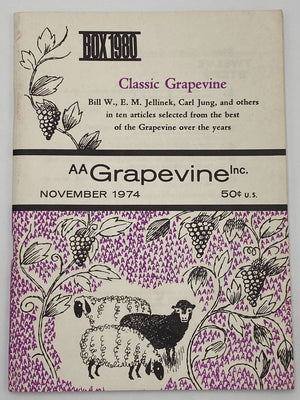 BOX 1980
Classic Grapevine
Bill W., E. M. Jellinek, Carl Jung, and others
in ten articles selected from the best
of the Grapevine over the years
AA Grapevine Inc.
NOVEMBER 1974 50¢ U.S.